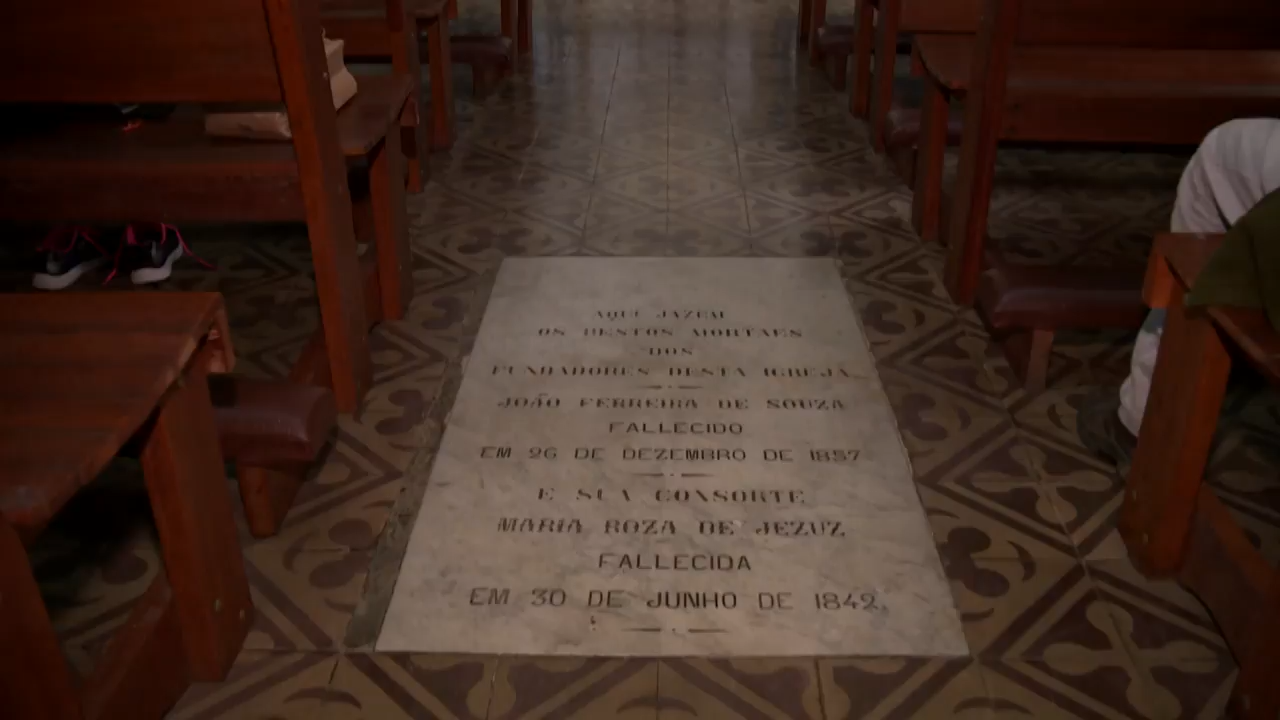 AQUI JAZEM
OS RESTOS MORTAES
DOS
FUNDADORES DESTA IGREJA
JOÃO FERREIRA DE SOUZA
FALLECIDO
EM 26 DE DEZEMBRO DE 1857
E SUA CONSORTE
MARIA ROZA DE JEZUZ
FALLECIDA
EM 30 DE JUNHO DE 1842.